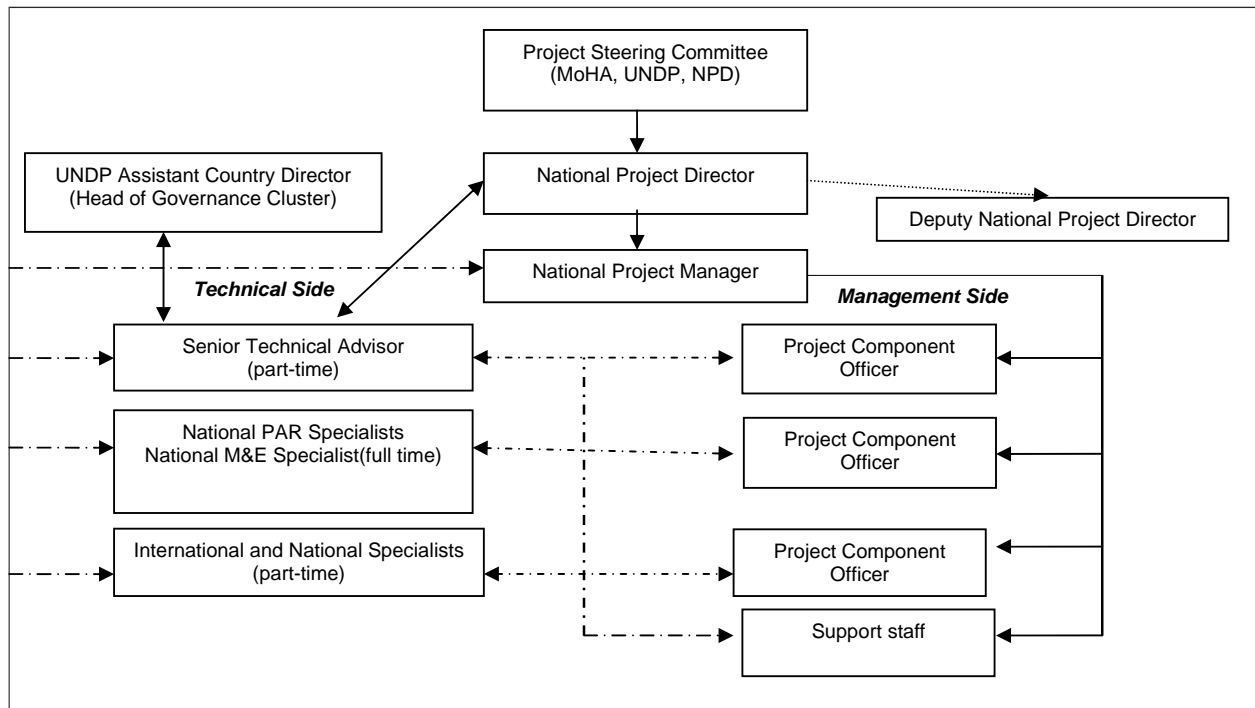 Project Steering Committee
(MoHA, UNDP, NPD)
UNDP Assistant Country Director
(Head of Governance Cluster)
National Project Director
Deputy National Project Director
National Project Manager
Technical Side
Management Side
Senior Technical Advisor
(part-time)
Project Component
Officer
National PAR Specialists
National M&E Specialist(full time)
Project Component
Officer
International and National Specialists
(part-time)
Project Component
Officer
Support staff